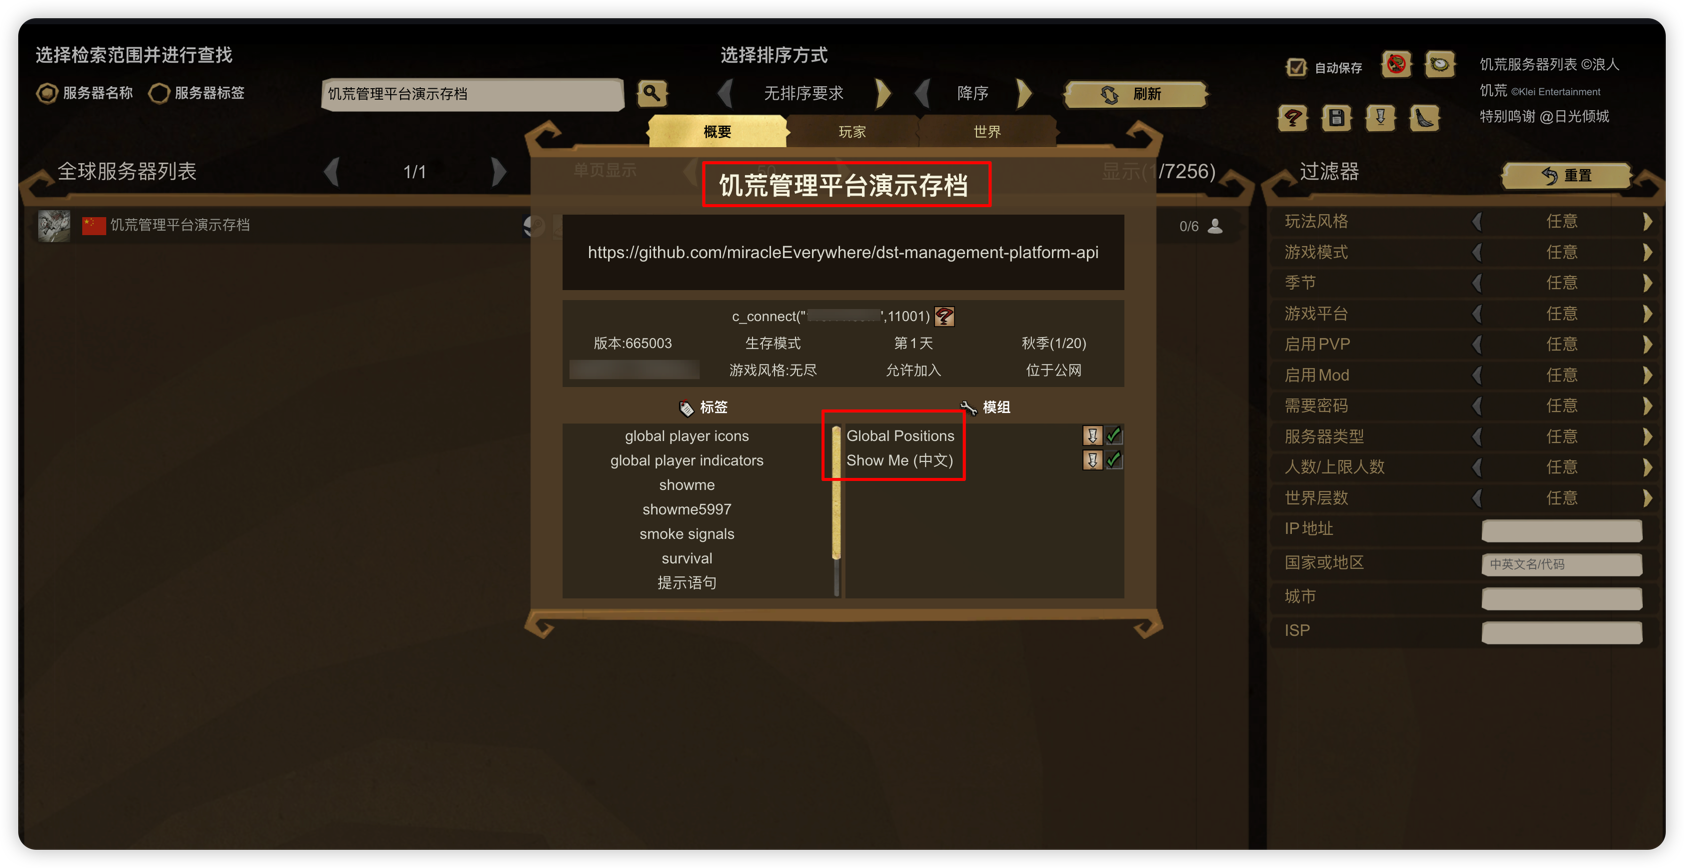 选择检索范围并进行查找
服务器名称
服务器标签
饥荒管理平台演示存档
选择排序方式
无排序要求
降序
刷新
自动保存
饥荒服务器列表 ©浪人
饥荒 ©Klei Entertainment
特别鸣谢 @日光倾城
概要
玩家
世界
全球服务器列表
1/1
单页显示
显示(1/7256)
过滤器
重置
饥荒管理平台演示存档
饥荒管理平台演示存档
0/6
https://github.com/miracleEverywhere/dst-management-platform-api
c_connect("
",11001)
版本:665003
生存模式
第1天
秋季(1/20)
游戏风格:无尽
允许加入
位于公网
标签
模组
global player icons
global player indicators
showme
showme5997
smoke signals
survival
提示语句
Global Positions
Show Me (中文)
玩法风格
任意
游戏模式
任意
季节
任意
游戏平台
任意
启用PVP
任意
启用Mod
任意
需要密码
任意
服务器类型
任意
人数/上限人数
任意
世界层数
任意
IP地址
国家或地区
中英文名/代码
城市
ISP